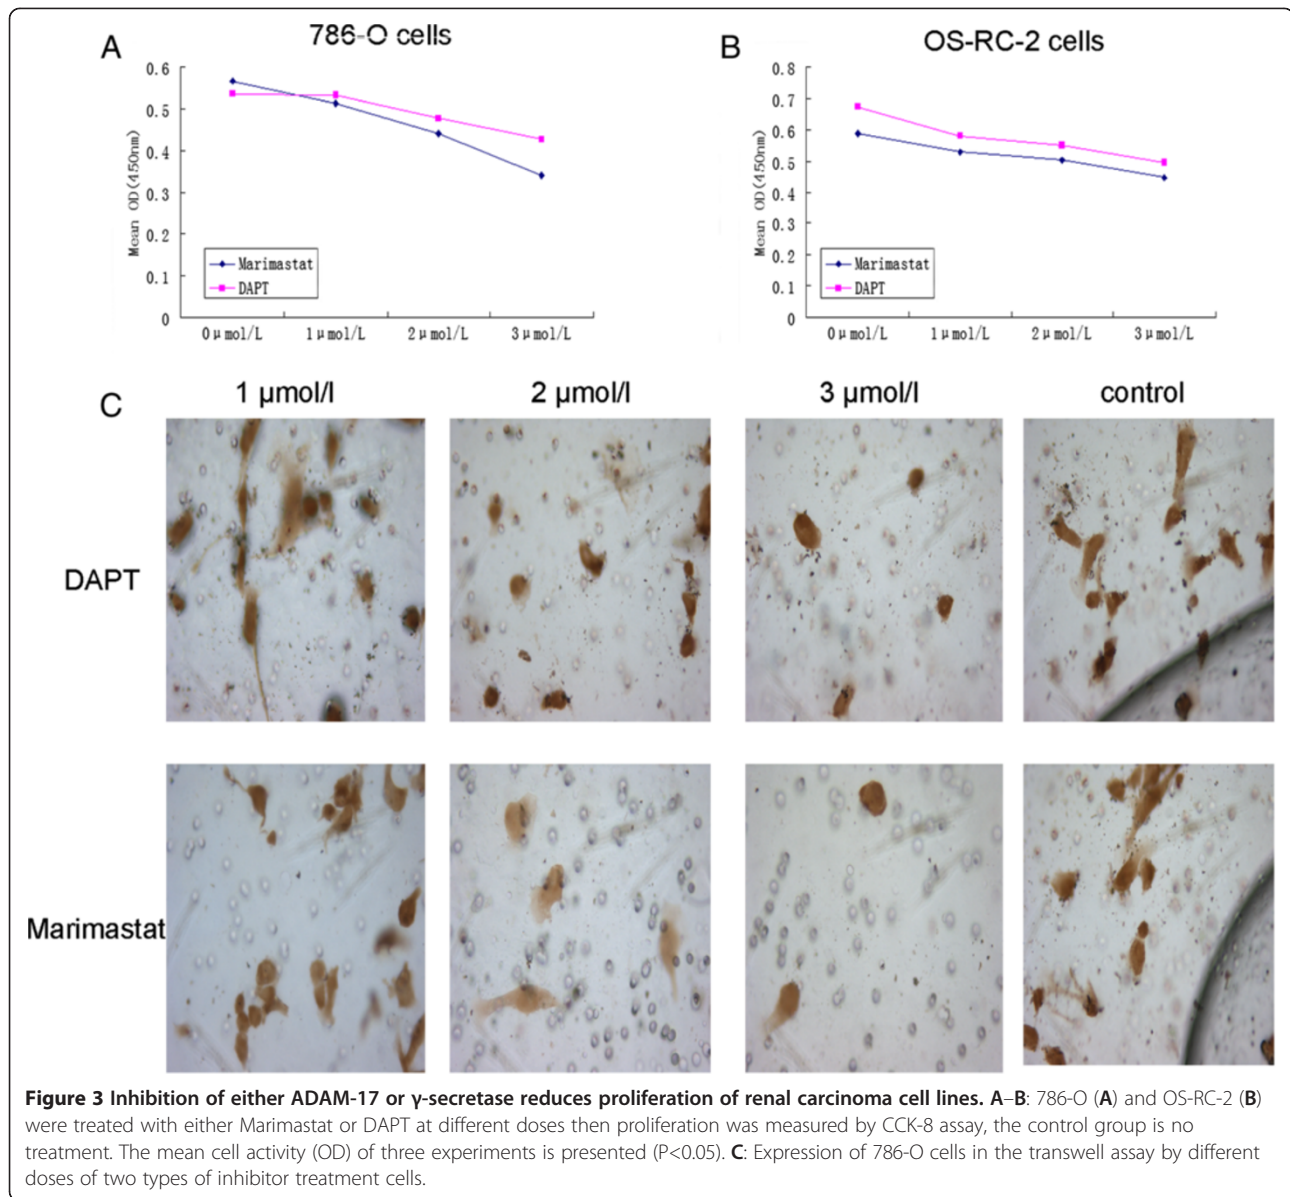 A
786-O cells
0.6
0.5
0.4
0.3
0.2
0.1
0
Mean OD(450nm)
Marimastat
DAPT
0μmol/L 1μmol/L 2μmol/L 3μmol/L
B
OS-RC-2 cells
0.8
0.7
0.6
0.5
0.4
0.3
0.2
0.1
0
Mean OD(450nm)
Marimastat
DAPT
0μmol/L 1μmol/L 2μmol/L 3μmol/L
C
1 μmol/l 2 μmol/l 3 μmol/l control
DAPT
Marimastat
Figure 3 Inhibition of either ADAM-17 or γ-secretase reduces proliferation of renal carcinoma cell lines. A–B: 786-O (A) and OS-RC-2 (B)
were treated with either Marimastat or DAPT at different doses then proliferation was measured by CCK-8 assay, the control group is no
treatment. The mean cell activity (OD) of three experiments is presented (P<0.05). C: Expression of 786-O cells in the transwell assay by different
doses of two types of inhibitor treatment cells.